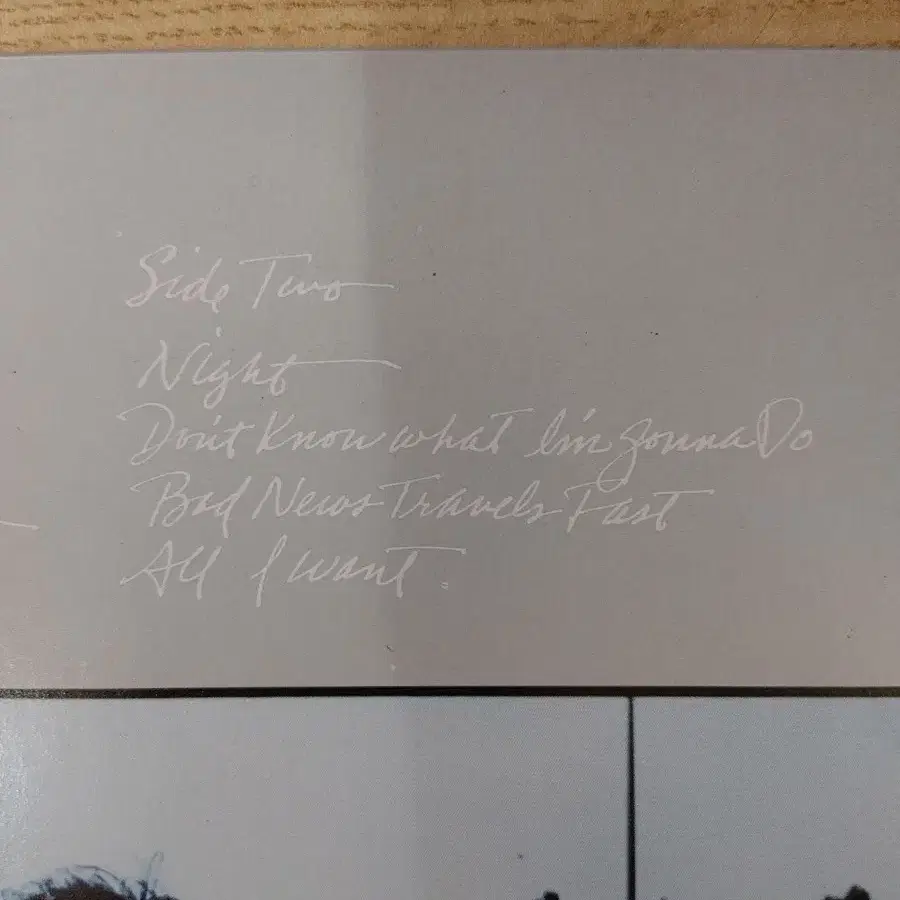 Side Two
Night
Don't Know what I'm gonna Do
Bad News Travels Fast
All I want